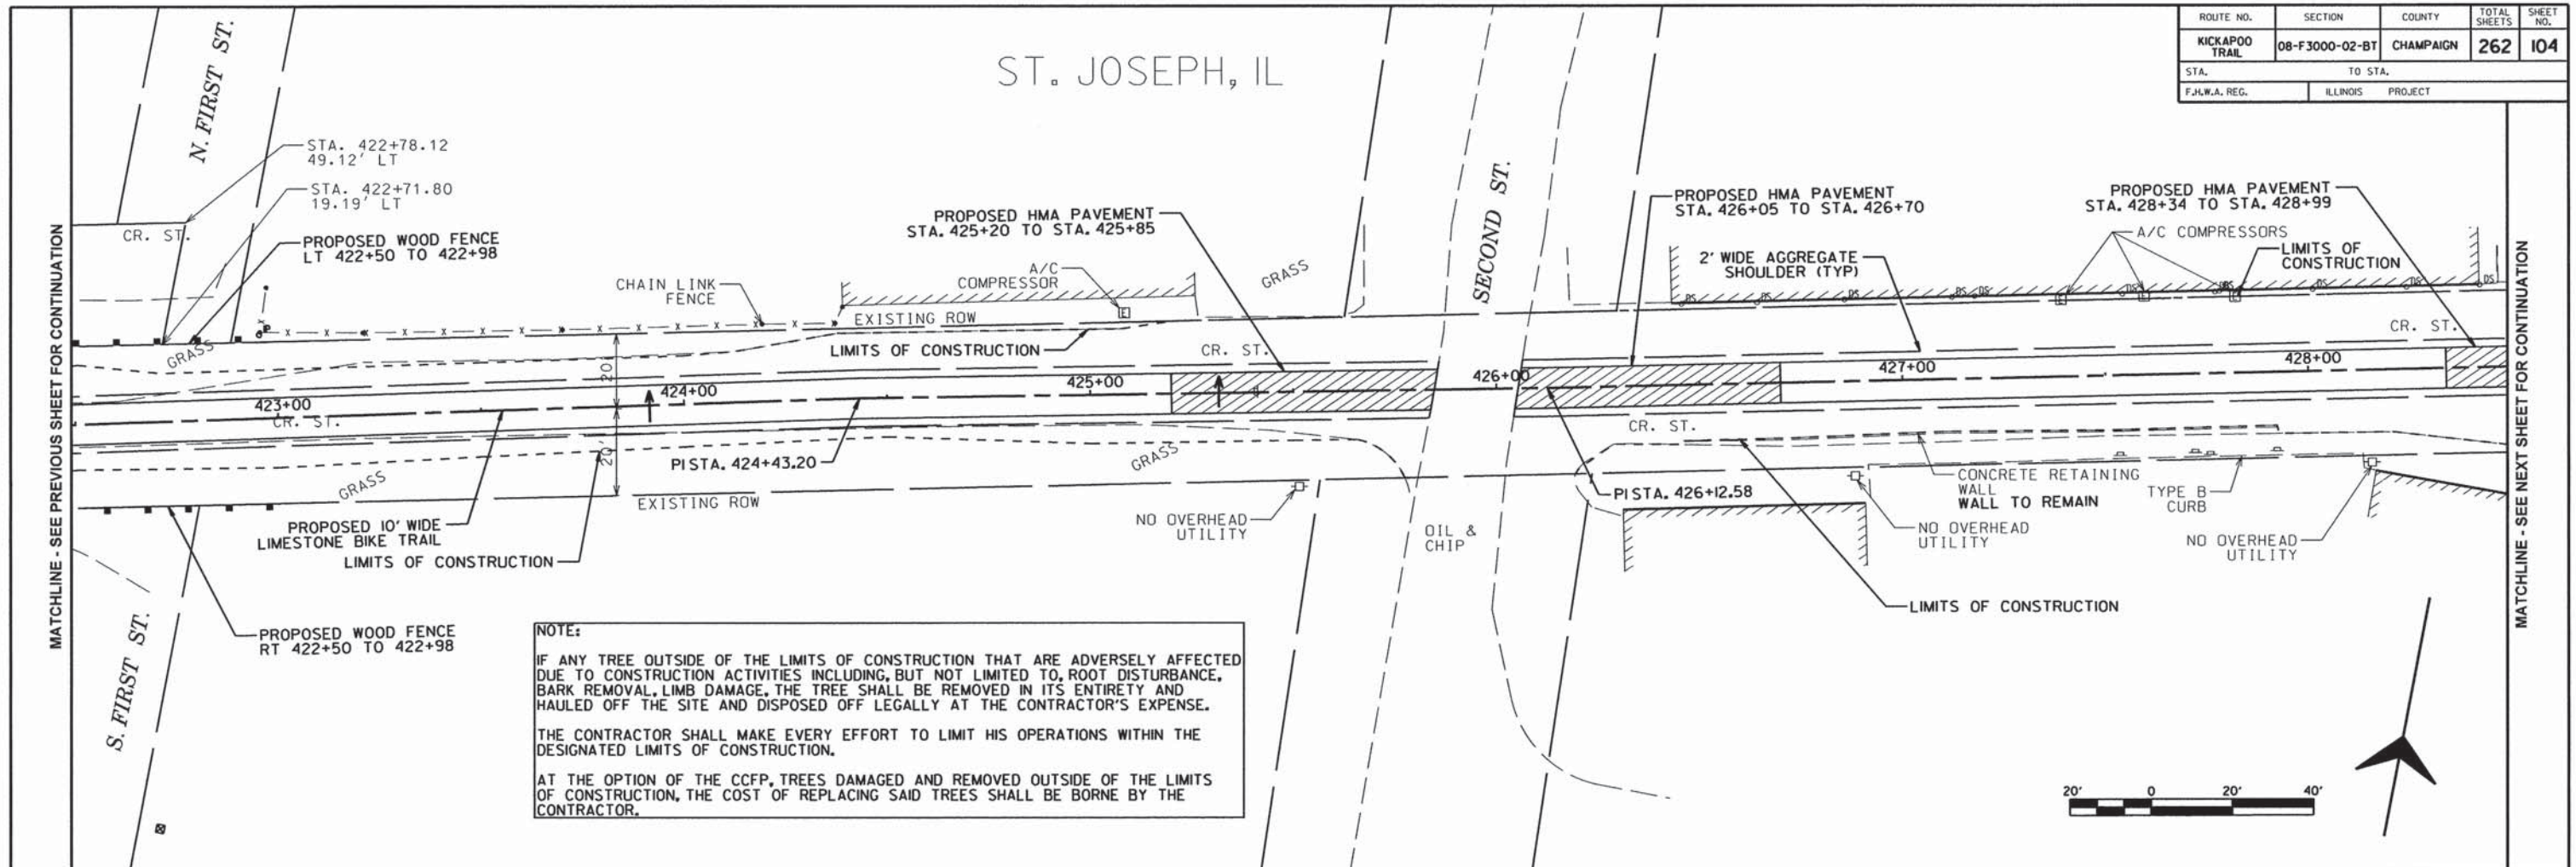 ROUTE NO. SECTION COUNTY TOTAL SHEETS SHEET NO.
KICKAPOO TRAIL 08-F3000-02-BT CHAMPAIGN 262 104
STA. TO STA.
F.H.W.A. REG. ILLINOIS PROJECT
ST. JOSEPH, IL
N. FIRST ST.
STA. 422+78.12
49.12' LT
STA. 422+71.80
19.19' LT
CR. ST.
PROPOSED WOOD FENCE
LT 422+50 TO 422+98
MATCHLINE - SEE PREVIOUS SHEET FOR CONTINUATION
CHAIN LINK
FENCE
PROPOSED HMA PAVEMENT
STA. 425+20 TO STA. 425+85
A/C
COMPRESSOR
E
GRASS
SECOND ST.
PROPOSED HMA PAVEMENT
STA. 426+05 TO STA. 426+70
2' WIDE AGGREGATE
SHOULDER (TYP)
PROPOSED HMA PAVEMENT
STA. 428+34 TO STA. 428+99
A/C COMPRESSORS
LIMITS OF
CONSTRUCTION
DS DS DS DS DS DS DS DS DS DS
E E E
X X X X X X X X X X X X X
EXISTING ROW
LIMITS OF CONSTRUCTION
CR. ST.
CR. ST.
GRASS
20'
423+00
424+00
425+00
426+00
427+00
428+00
CR. ST.
CR. ST.
PI STA. 424+43.20
GRASS
20'
GRASS
EXISTING ROW
PI STA. 426+12.58
CONCRETE RETAINING
WALL
WALL TO REMAIN
TYPE B
CURB
NO OVERHEAD
UTILITY
OIL &
CHIP
NO OVERHEAD
UTILITY
NO OVERHEAD
UTILITY
PROPOSED 10' WIDE
LIMESTONE BIKE TRAIL
LIMITS OF CONSTRUCTION
LIMITS OF CONSTRUCTION
S. FIRST ST.
PROPOSED WOOD FENCE
RT 422+50 TO 422+98
NOTE:
IF ANY TREE OUTSIDE OF THE LIMITS OF CONSTRUCTION THAT ARE ADVERSELY AFFECTED
DUE TO CONSTRUCTION ACTIVITIES INCLUDING, BUT NOT LIMITED TO, ROOT DISTURBANCE,
BARK REMOVAL, LIMB DAMAGE, THE TREE SHALL BE REMOVED IN ITS ENTIRETY AND
HAULED OFF THE SITE AND DISPOSED OFF LEGALLY AT THE CONTRACTOR'S EXPENSE.
THE CONTRACTOR SHALL MAKE EVERY EFFORT TO LIMIT HIS OPERATIONS WITHIN THE
DESIGNATED LIMITS OF CONSTRUCTION.
AT THE OPTION OF THE CCFP, TREES DAMAGED AND REMOVED OUTSIDE OF THE LIMITS
OF CONSTRUCTION, THE COST OF REPLACING SAID TREES SHALL BE BORNE BY THE
CONTRACTOR.
20' 0 20' 40'
MATCHLINE - SEE NEXT SHEET FOR CONTINUATION